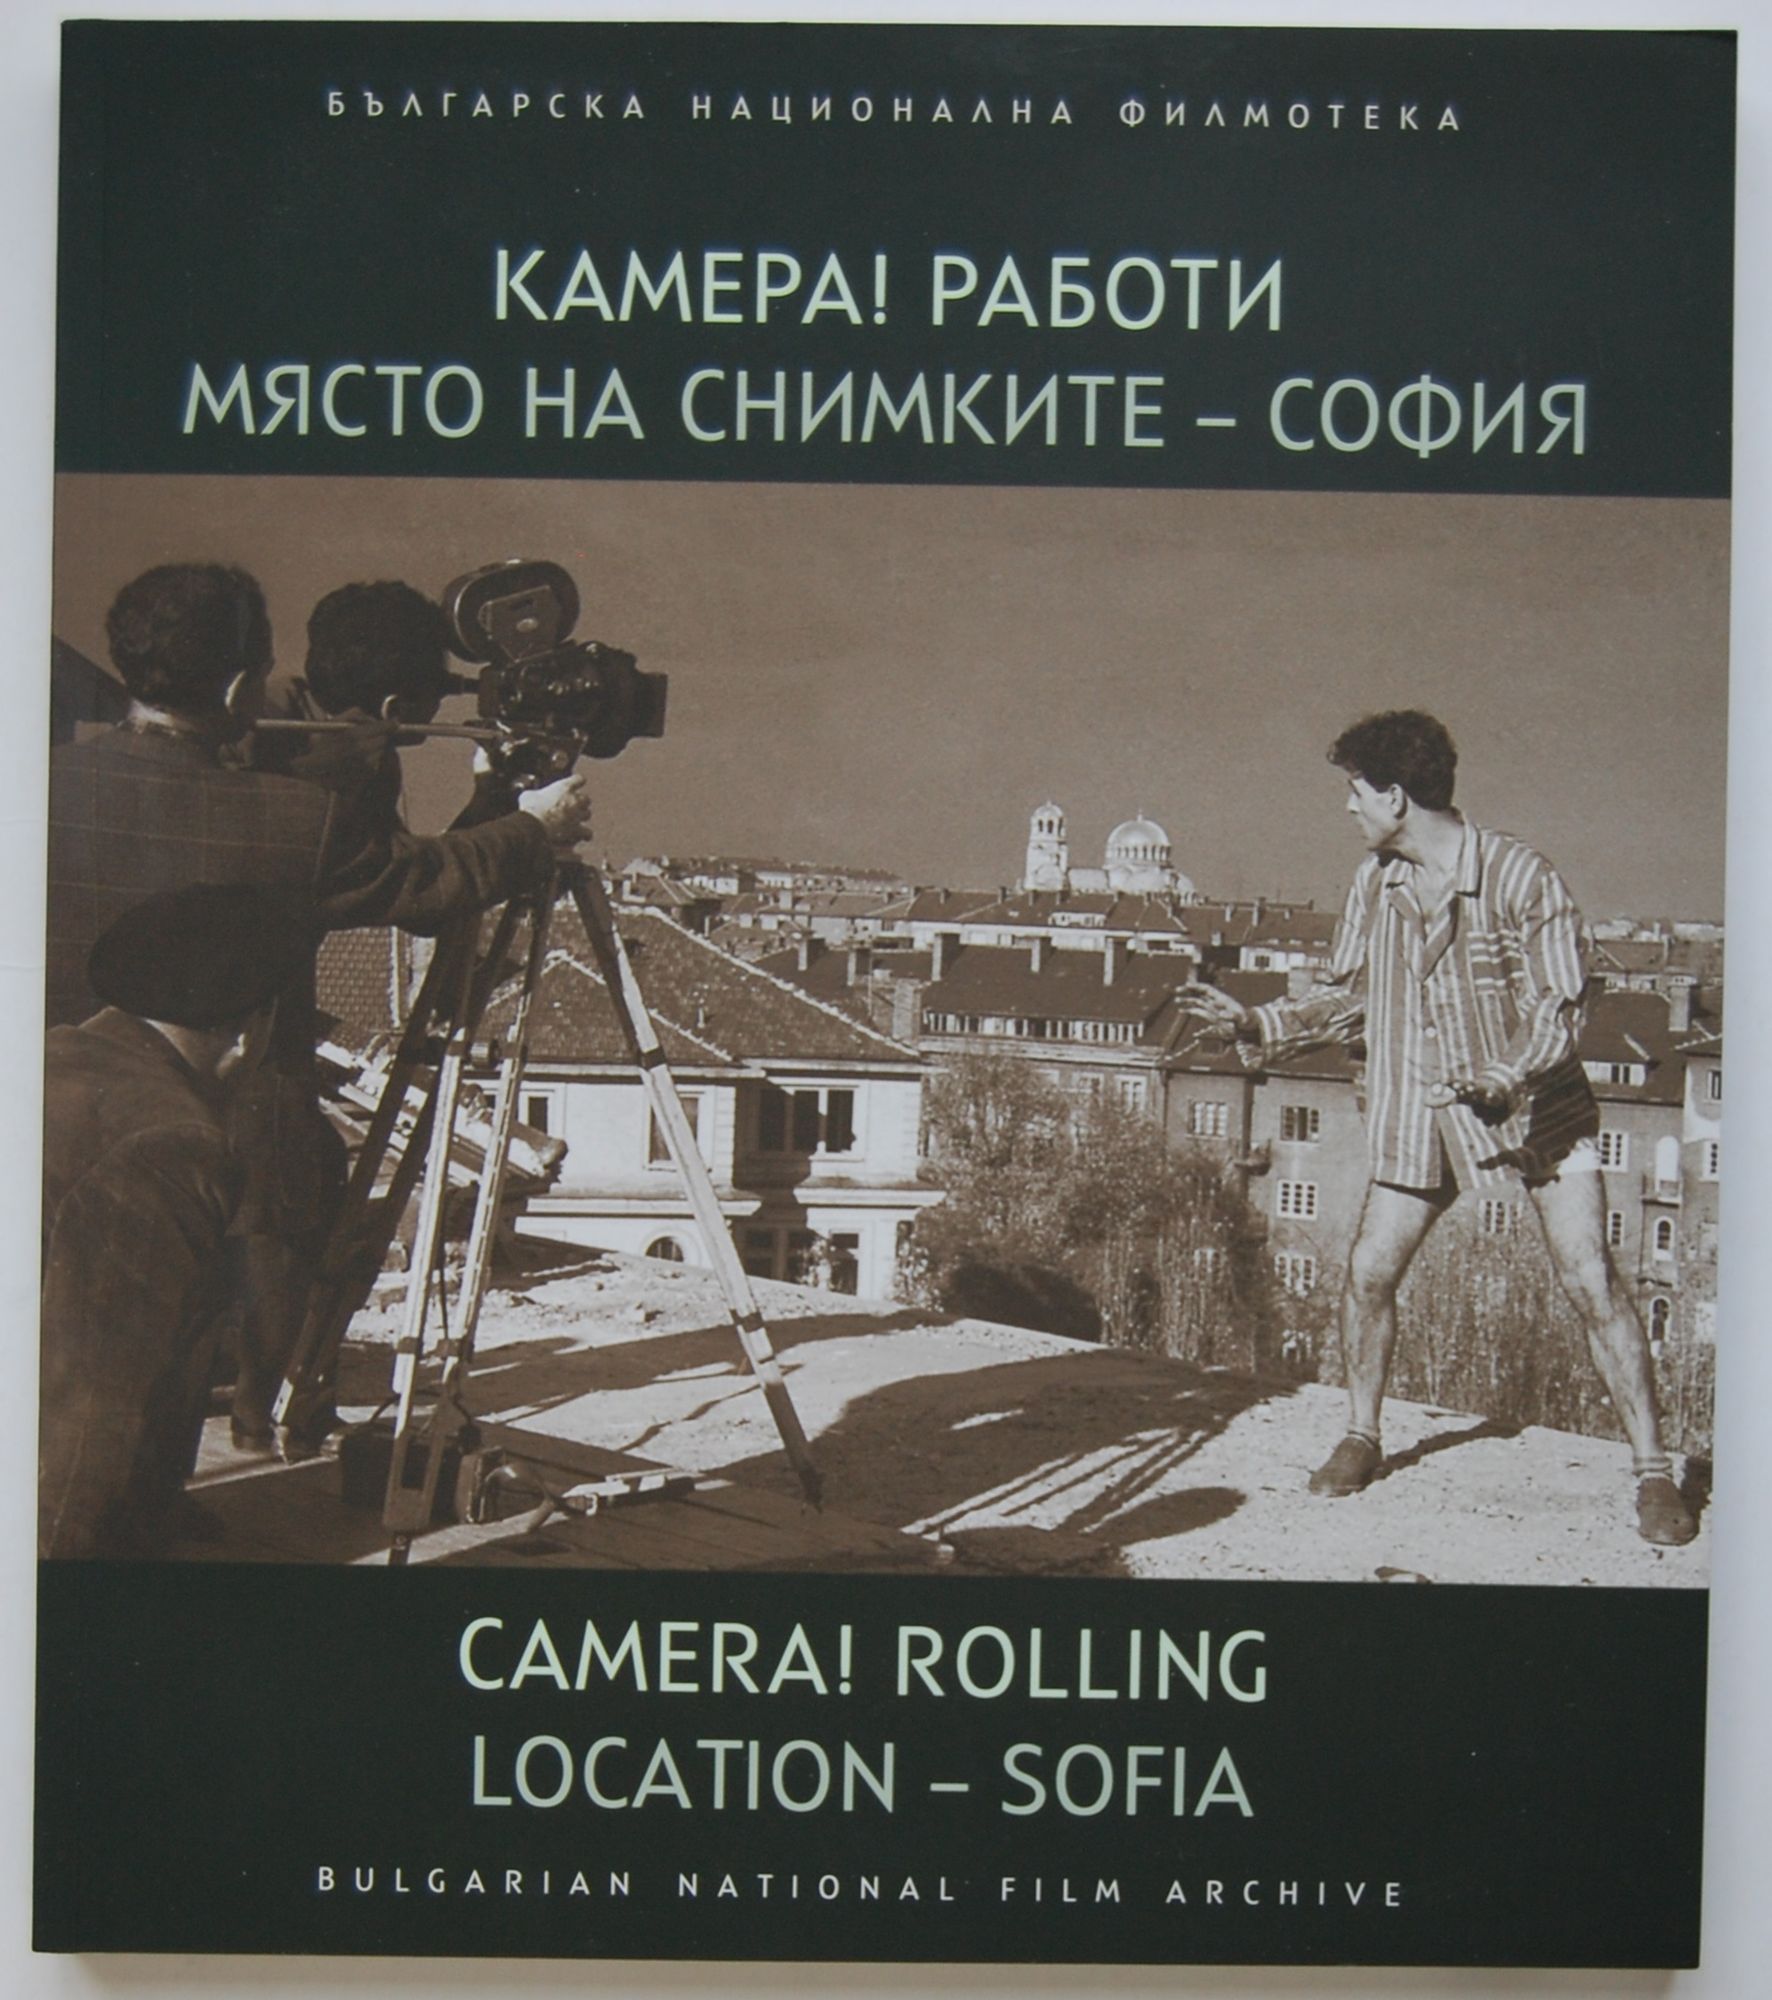 БЪЛГАРСКА НАЦИОНАЛНА ФИЛМОТЕКА
КАМЕРА! РАБОТИ
МЯСТО НА СНИМКИТЕ – СОФИЯ
CAMERA! ROLLING
LOCATION – SOFIA
BULGARIAN NATIONAL FILM ARCHIVE